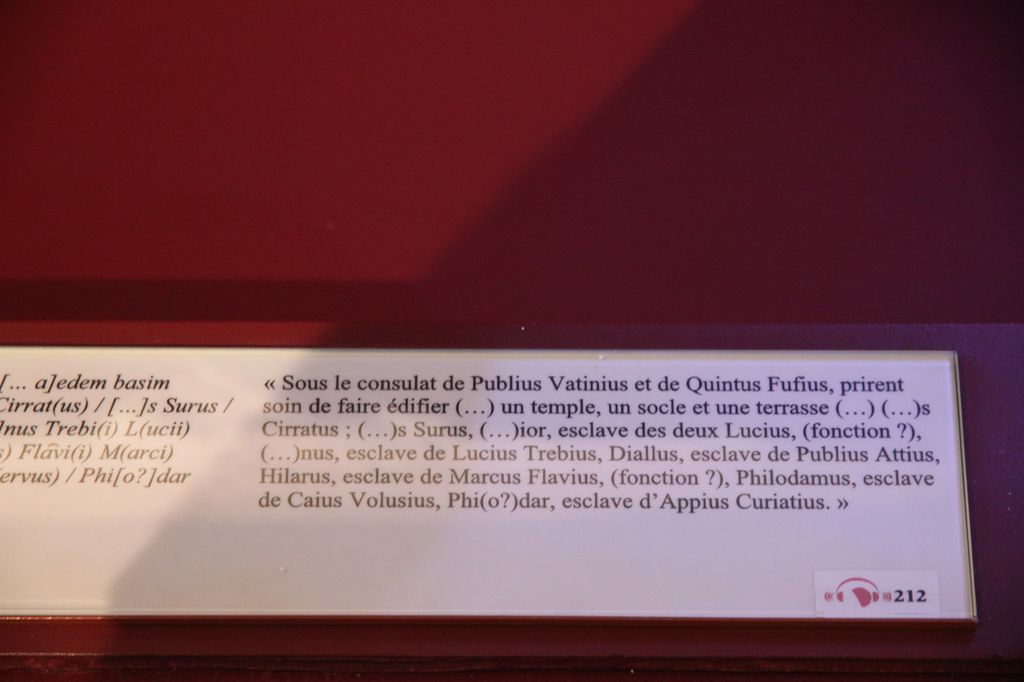 [... a]edem basim
Cirrat(us) / [...]s Surus /
]nus Trebi(i) L(ucii)
s) Flavi(i) M(arci)
ervus) / Phi[o?]dar
« Sous le consulat de Publius Vatinius et de Quintus Fufius, prirent
soin de faire édifier (…) un temple, un socle et une terrasse (…) (…)s
Cirratus ; (…)s Surus, (…)ior, esclave des deux Lucius, (fonction ?),
(…)nus, esclave de Lucius Trebius, Diallus, esclave de Publius Attius,
Hilarus, esclave de Marcus Flavius, (fonction ?), Philodamus, esclave
de Caius Volusius, Phi(o?)dar, esclave d’Appius Curiatius. »
212